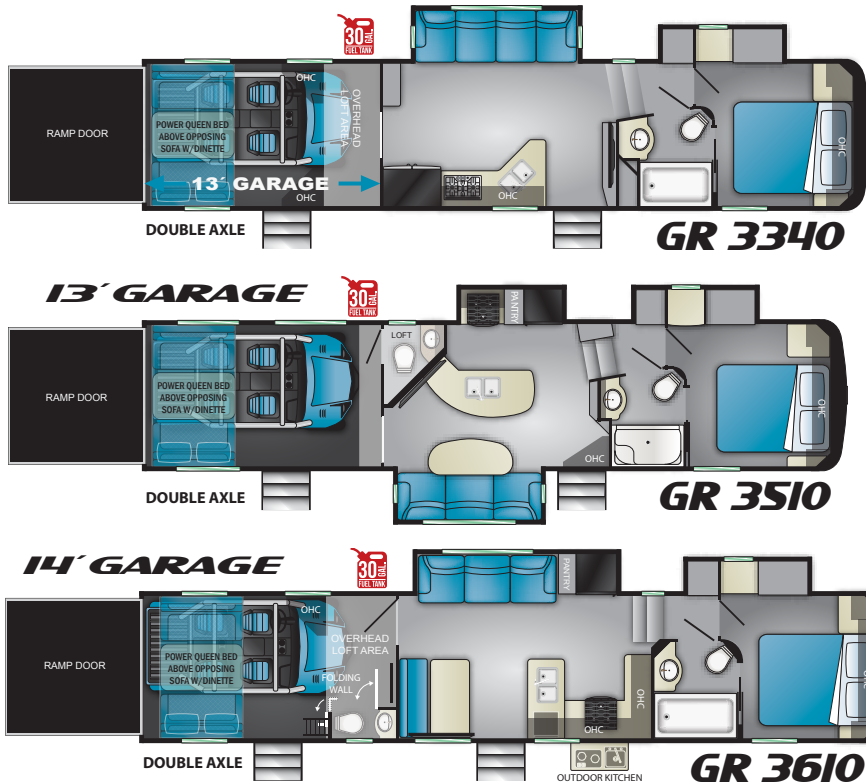 30
GAL
FUEL TANK
OHC
OVERHEAD
LOFT AREA
RAMP DOOR
POWER QUEEN BED
ABOVE OPPOSING
SOFA W/DINETTE
OHC
13´ GARAGE
OHC
OHC
DOUBLE AXLE
GR 3340
13´ GARAGE
30
GAL
FUEL TANK
PANTRY
LOFT
RAMP DOOR
POWER QUEEN BED
ABOVE OPPOSING
SOFA W/DINETTE
OHC
OHC
DOUBLE AXLE
GR 3510
14´ GARAGE
30
GAL
FUEL TANK
PANTRY
OHC
OVERHEAD
LOFT AREA
RAMP DOOR
POWER QUEEN BED
ABOVE OPPOSING
SOFA W/DINETTE
FOLDING
WALL
OHC
OHC
OHC
DOUBLE AXLE
OUTDOOR KITCHEN
GR 3610